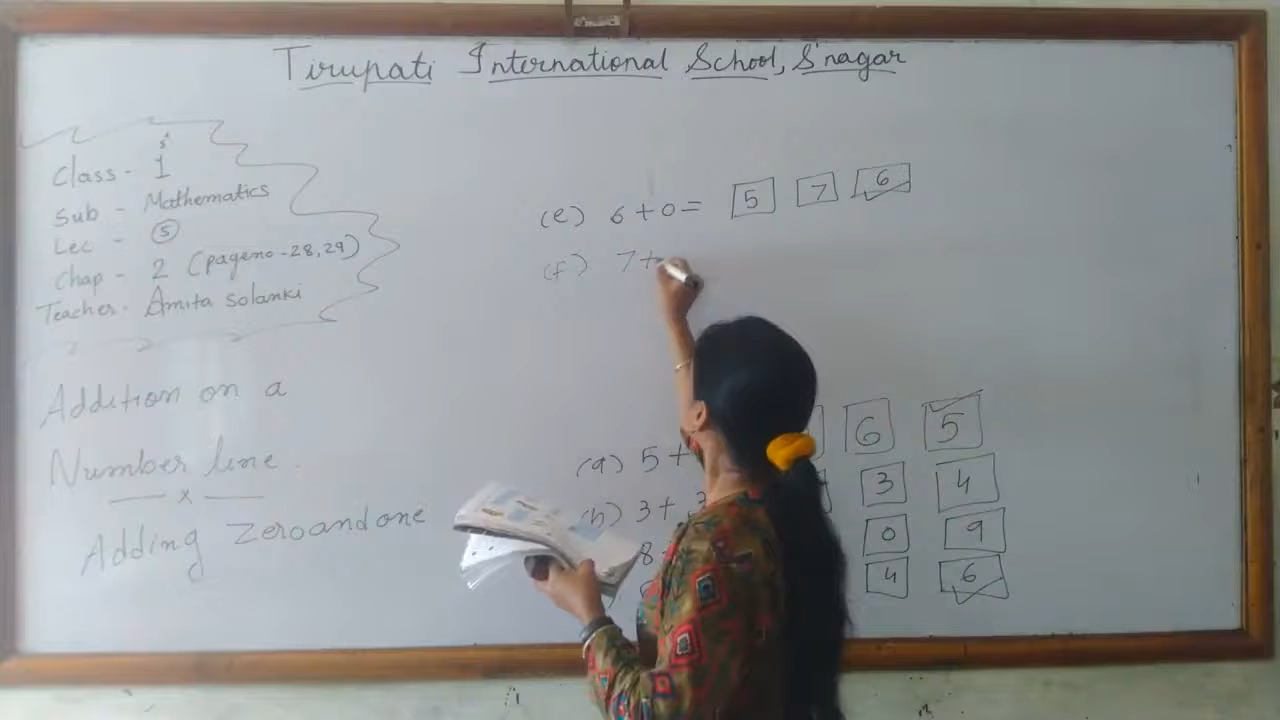 Tirupati International School, S'nagar
Class - 1st
Sub - Mathematics
Lec - 5
Chap - 2 (pageno-28,29)
Teacher - Amita Solanki
Addition on a
Number line
— x —
Adding Zeroandone
(e) 6+0= 5 7 6
(f) 7+
(a) 5+ 6 5
(b) 3+ 3 4
8 0 9
4 6